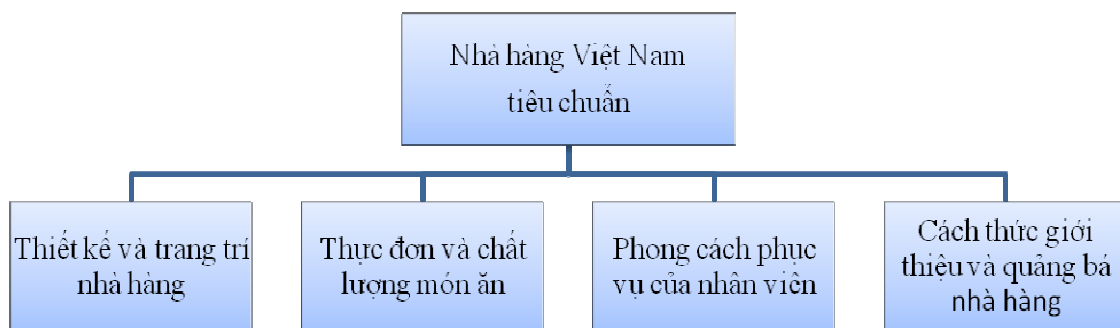 Nhà hàng Việt Nam
tiêu chuẩn
Thiết kế và trang trí
nhà hàng
Thực đơn và chất
lượng món ăn
Phong cách phục
vụ của nhân viên
Cách thức giới
thiệu và quảng bá
nhà hàng